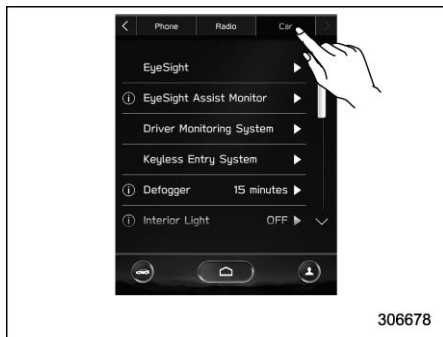 Phone Radio Car
EyeSight
EyeSight Assist Monitor
Driver Monitoring System
Keyless Entry System
Defogger 15 minutes
Interior Light OFF
306678